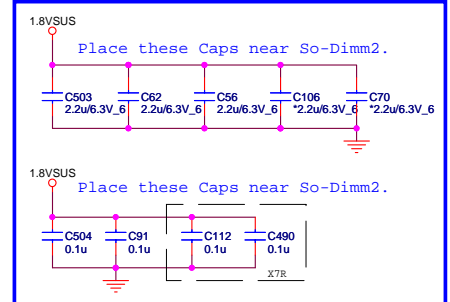 1.8VSUS
Place these Caps near So-Dimm2.
C503 C62 C56 C106 C70
2.2u/6.3V_6 2.2u/6.3V_6 2.2u/6.3V_6 *2.2u/6.3V_6 *2.2u/6.3V_6
1.8VSUS
Place these Caps near So-Dimm2.
C504 C91 C112 C490
0.1u 0.1u 0.1u 0.1u
X7R